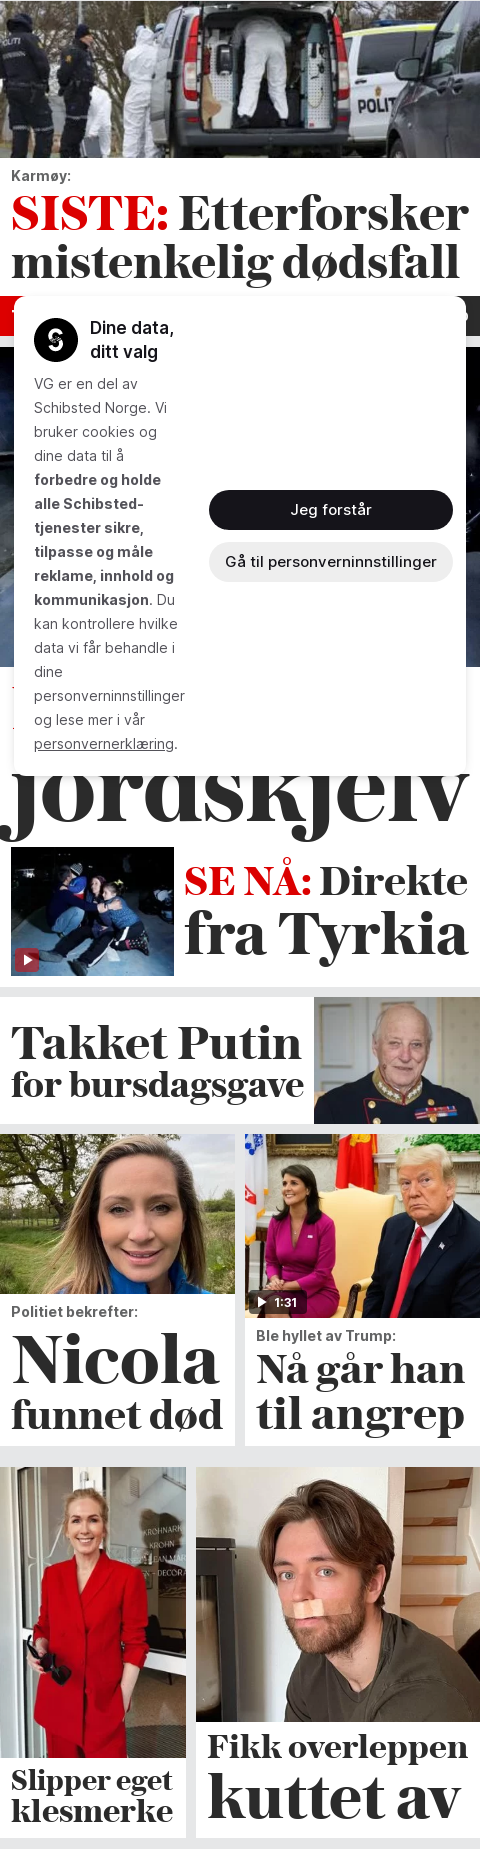 POLITI
POLITI
Karmøy:
SISTE: Etterforsker
mistenkelig dødsfall
Dine data,
ditt valg
VG er en del av
Schibsted Norge. Vi
bruker cookies og
dine data til å
forbedre og holde
alle Schibsted-
tjenester sikre,
tilpasse og måle
reklame, innhold og
kommunikasjon. Du
kan kontrollere hvilke
data vi får behandle i
dine
personverninnstillinger
og lese mer i vår
personvernerklæring.
Jeg forstår
Gå til personverninnstillinger
jordskjelv
SE NÅ: Direkte
fra Tyrkia
Takket Putin
for bursdagsgave
Politiet bekrefter:
Nicola
funnet død
1:31
Ble hyllet av Trump:
Nå går han
til angrep
KROHN
Slipper eget
klesmerke
Fikk overleppen
kuttet av